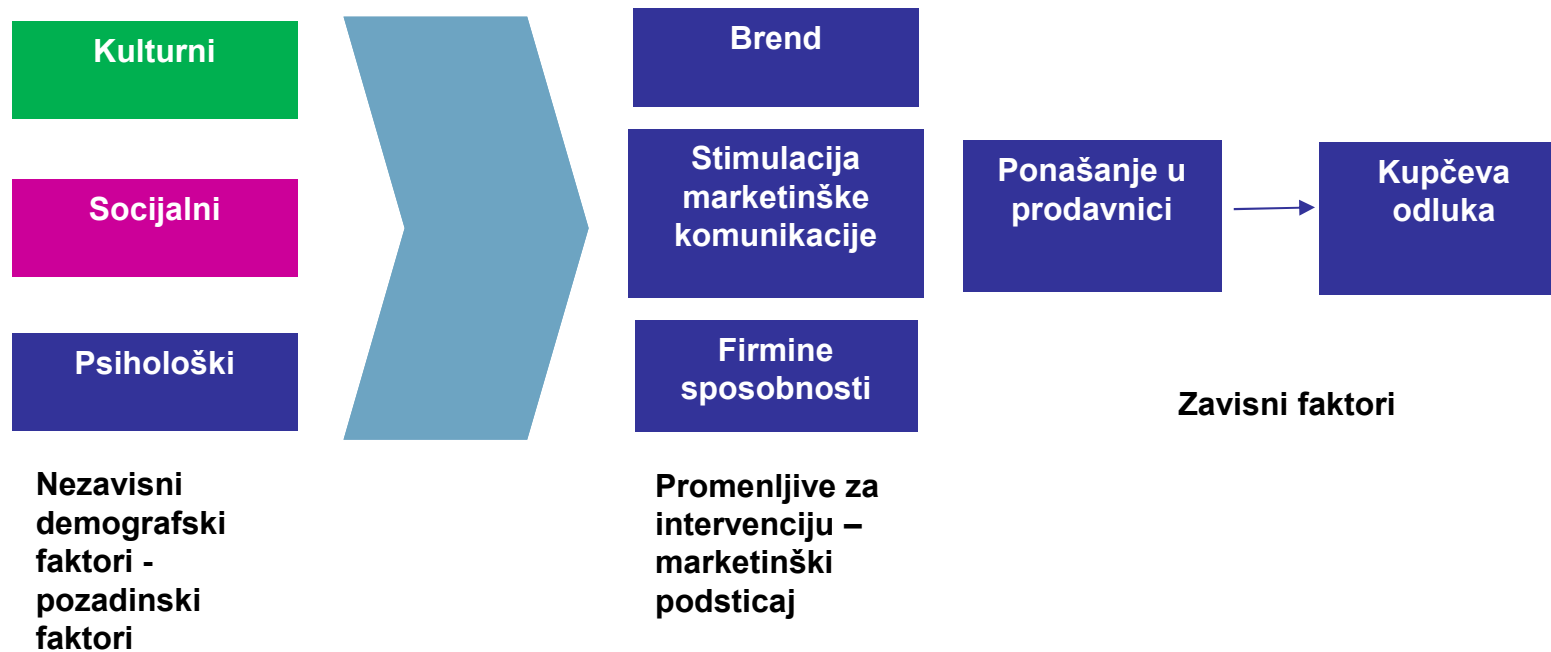 Kulturni
Socijalni
Psihološki
Nezavisni
demografski
faktori -
pozadinski
faktori
Brend
Stimulacija
marketinške
komunikacije
Firmine
sposobnosti
Promenljive za
intervenciju –
marketinški
podsticaj
Ponašanje u
prodavnici
Kupčeva
odluka
Zavisni faktori